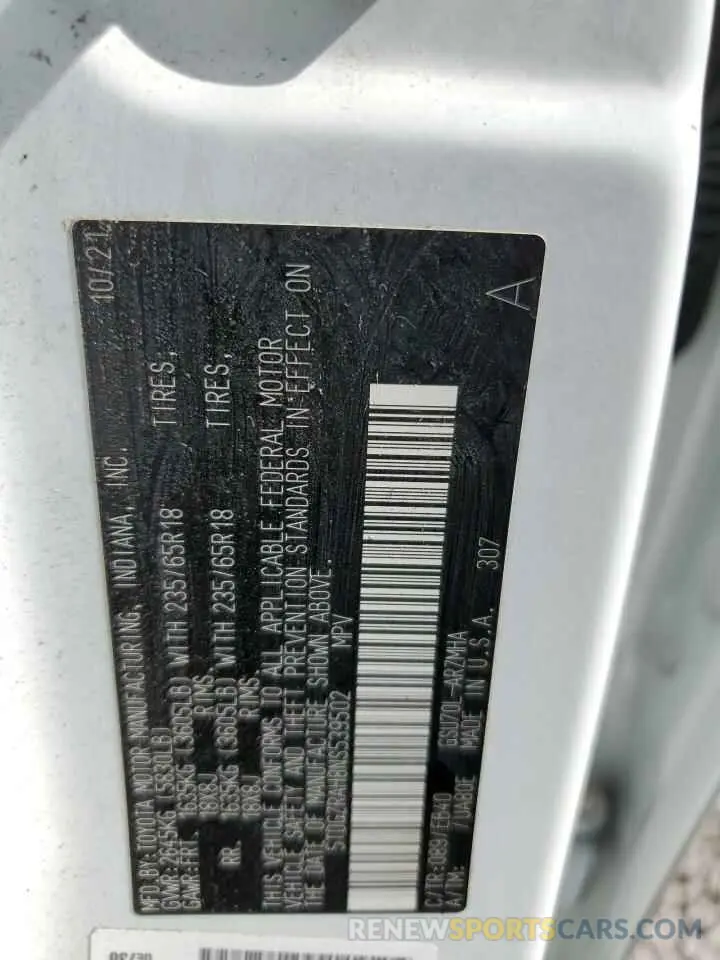 MFD.BY:TOYOTA MOTOR MANUFACTURING, INDIANA, INC. 10/21
GVWR:2645KG (5830LB)
GAWR:FRT. 1635KG (3605LB) WITH 235/65R18 TIRES,
18X8J RIMS,
RR. 1635KG (3605LB) WITH 235/65R18 TIRES,
18X8J RIMS,
THIS VEHICLE CONFORMS TO ALL APPLICABLE FEDERAL MOTOR
VEHICLE SAFETY AND THEFT PREVENTION STANDARDS IN EFFECT ON
THE DATE OF MANUFACTURE SHOWN ABOVE.
MPV
A
C/TR:089/EB40 GSU70L-ARZMHA
A/TM: /UA80E MADE IN U.S.A. 307
RENEWSPORTSCARS.COM